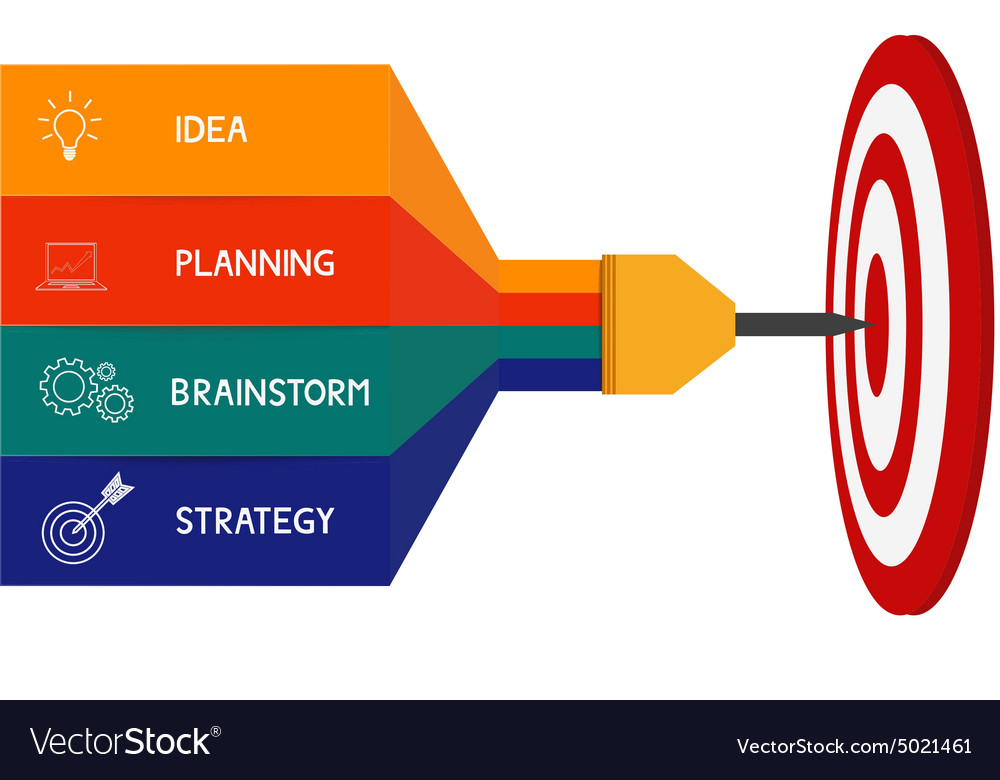 IDEA
PLANNING
BRAINSTORM
STRATEGY
VectorStock®
VectorStock.com/5021461